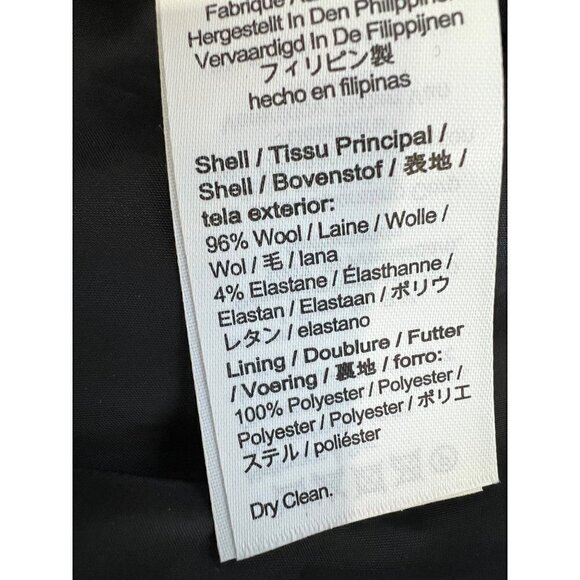 Fabriqué
Hergestellt In Den Philippinen
Vervaardigd In De Filippijnen
フィリピン製
hecho en filipinas
Shell / Tissu Principal /
Shell / Bovenstof / 表地 /
tela exterior:
96% Wool / Laine / Wolle /
Wol / 毛 / lana
4% Elastane / Élasthanne /
Elastan / Elastaan / ポリウ
レタン / elastano
Lining / Doublure / Futter
/ Voering / 裏地 / forro:
100% Polyester / Polyester /
Polyester / Polyester / ポリエ
ステル / poliéster
Dry Clean.